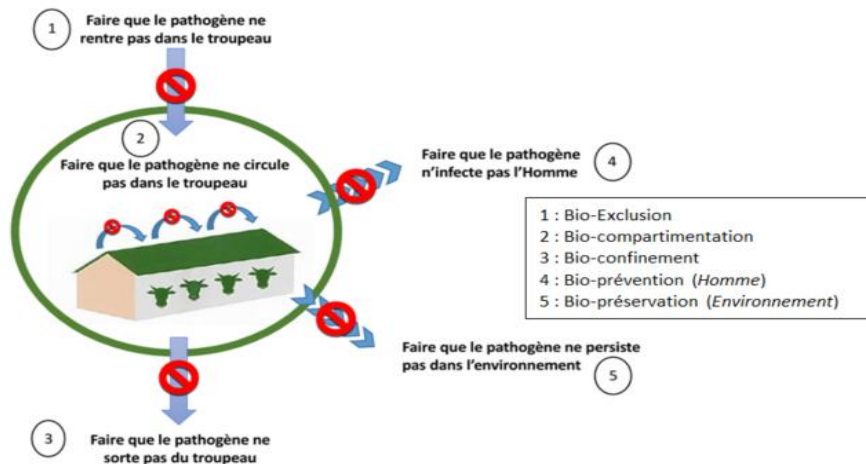 1
Faire que le pathogène ne
rentre pas dans le troupeau
2
Faire que le pathogène ne circule
pas dans le troupeau
Faire que le pathogène
n'infecte pas l'Homme
4
1 : Bio-Exclusion
2 : Bio-compartimentation
3 : Bio-confinement
4 : Bio-prévention (Homme)
5 : Bio-préservation (Environnement)
Faire que le pathogène ne persiste
pas dans l'environnement
5
3
Faire que le pathogène ne
sorte pas du troupeau